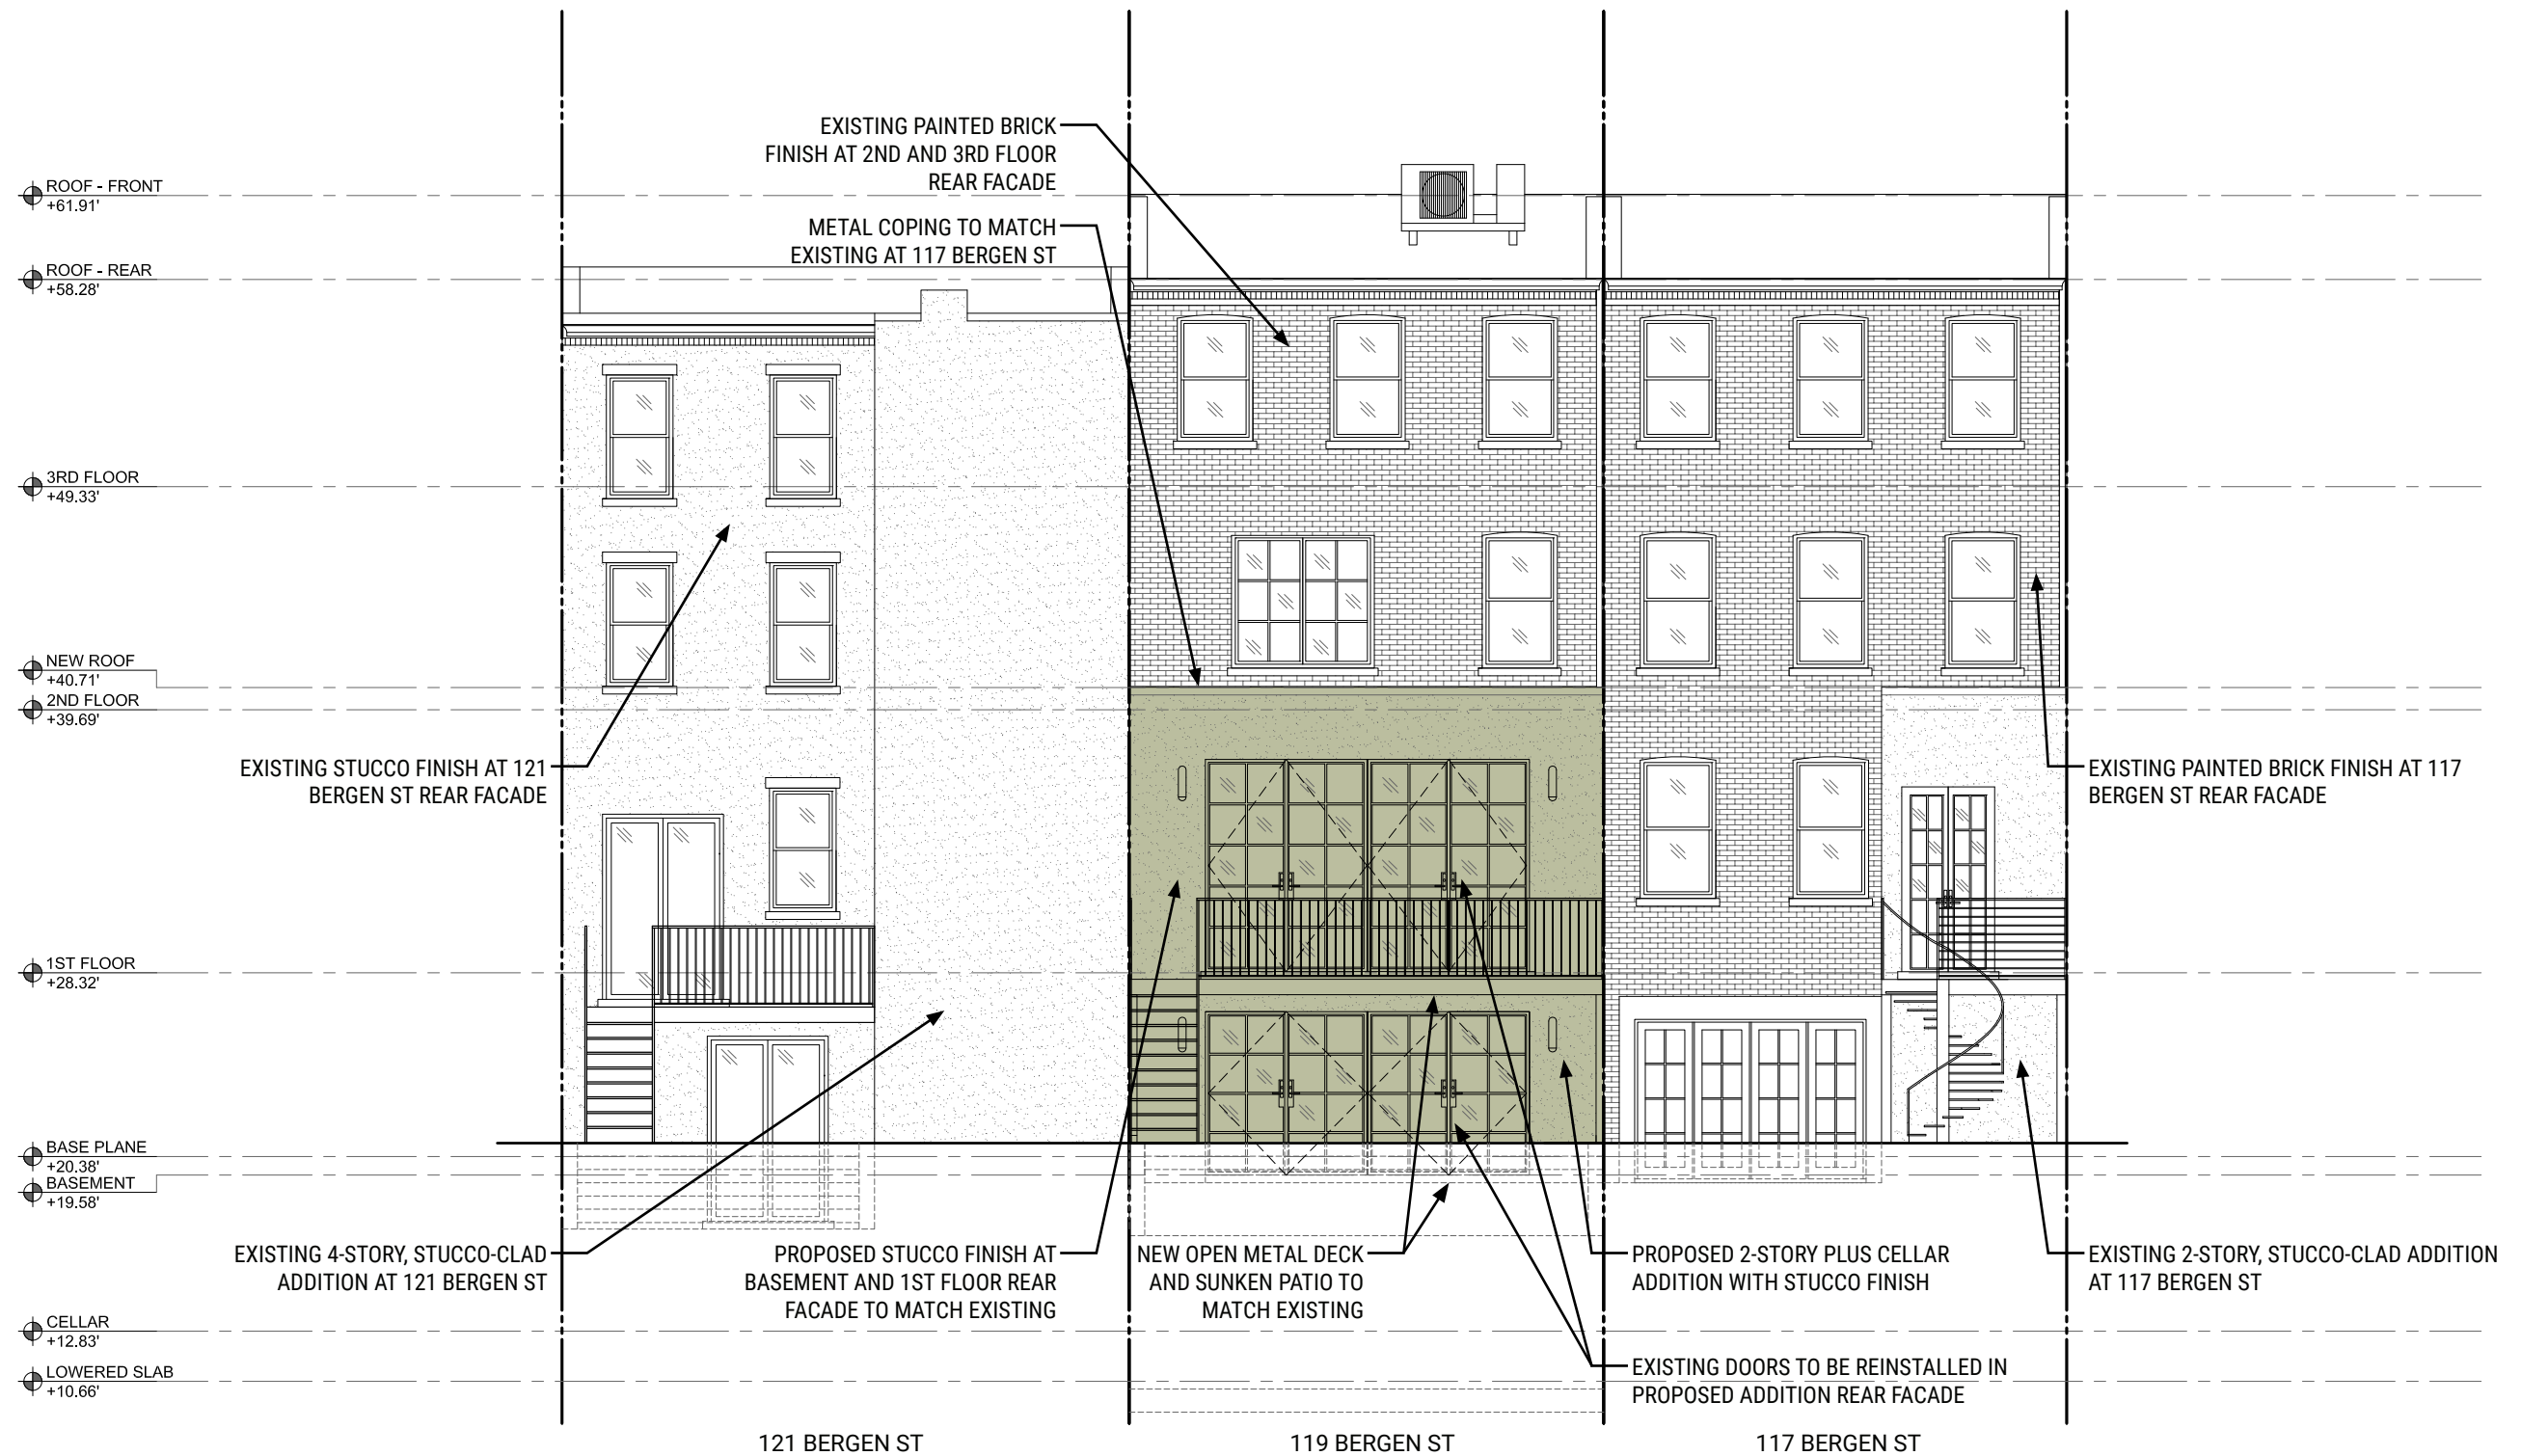 EXISTING PAINTED BRICK
FINISH AT 2ND AND 3RD FLOOR
REAR FACADE
METAL COPING TO MATCH
EXISTING AT 117 BERGEN ST
ROOF - FRONT
+61.91'
ROOF - REAR
+58.28'
3RD FLOOR
+49.33'
NEW ROOF
+40.71'
2ND FLOOR
+39.69'
EXISTING STUCCO FINISH AT 121
BERGEN ST REAR FACADE
EXISTING PAINTED BRICK FINISH AT 117
BERGEN ST REAR FACADE
1ST FLOOR
+28.32'
BASE PLANE
+20.38'
BASEMENT
+19.58'
EXISTING 4-STORY, STUCCO-CLAD
ADDITION AT 121 BERGEN ST
PROPOSED STUCCO FINISH AT
BASEMENT AND 1ST FLOOR REAR
FACADE TO MATCH EXISTING
NEW OPEN METAL DECK
AND SUNKEN PATIO TO
MATCH EXISTING
PROPOSED 2-STORY PLUS CELLAR
ADDITION WITH STUCCO FINISH
EXISTING 2-STORY, STUCCO-CLAD ADDITION
AT 117 BERGEN ST
CELLAR
+12.83'
LOWERED SLAB
+10.66'
EXISTING DOORS TO BE REINSTALLED IN
PROPOSED ADDITION REAR FACADE
121 BERGEN ST
119 BERGEN ST
117 BERGEN ST